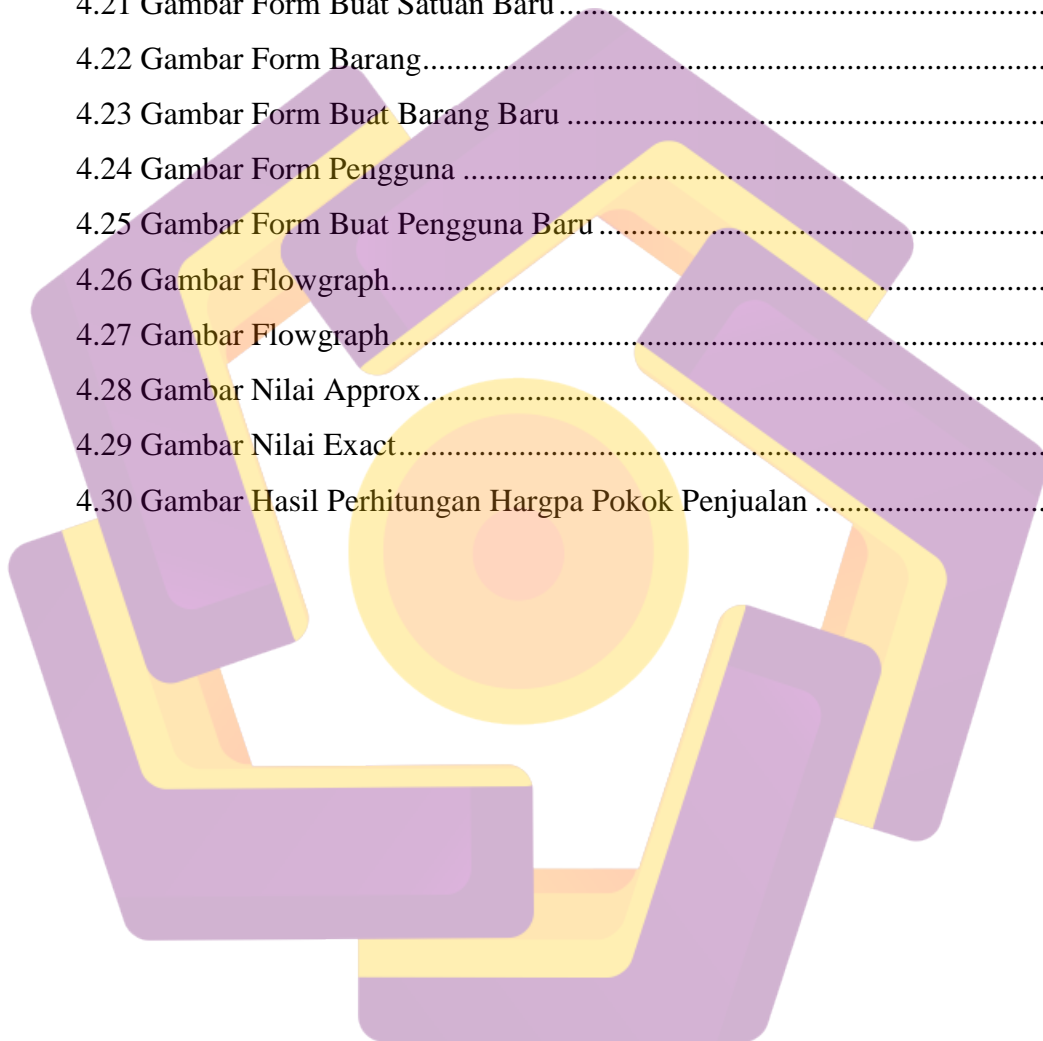 4.21 Gambar Form Buat Satuan Baru ..........................................................
4.22 Gambar Form Barang..............................................................................
4.23 Gambar Form Buat Barang Baru ...........................................................
4.24 Gambar Form Pengguna .........................................................................
4.25 Gambar Form Buat Pengguna Baru .......................................................
4.26 Gambar Flowgraph..................................................................................
4.27 Gambar Flowgraph..................................................................................
4.28 Gambar Nilai Approx..............................................................................
4.29 Gambar Nilai Exact.................................................................................
4.30 Gambar Hasil Perhitungan Hargpa Pokok Penjualan ............................